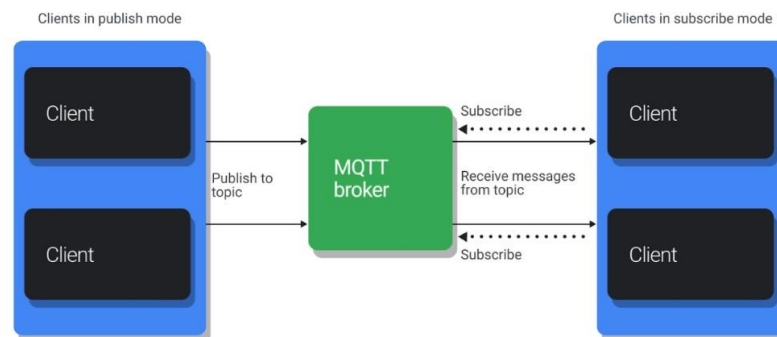 Clients in publish mode
Clients in subscribe mode
Client
Client
Publish to
topic
MQTT
broker
Subscribe
Receive messages
from topic
Subscribe
Client
Client